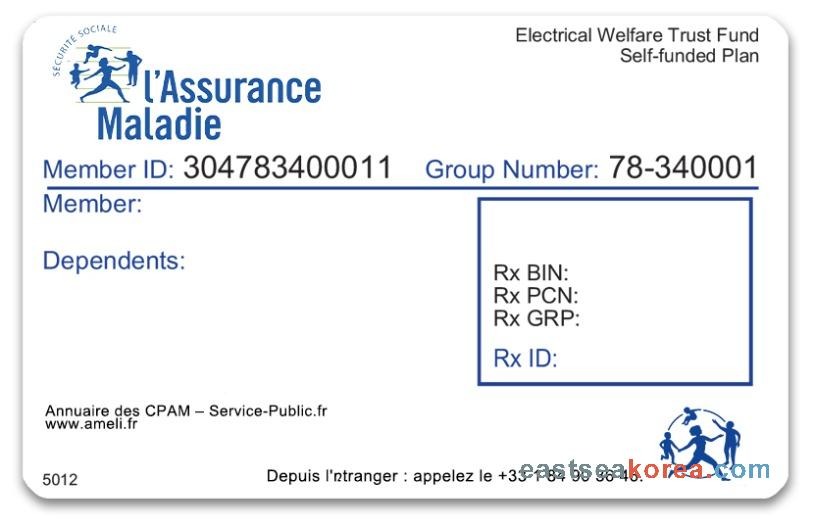 SÉCURITÉ SOCIALE
l'Assurance
Maladie
Electrical Welfare Trust Fund
Self-funded Plan
Member ID: 304783400011
Group Number: 78-340001
Member:
Dependents:
Rx BIN:
Rx PCN:
Rx GRP:
Rx ID:
Annuaire des CPAM – Service-Public.fr
www.ameli.fr
5012
Depuis l'ntranger : appelez le +33 1 84 90 36 46.
eastseakorea.com